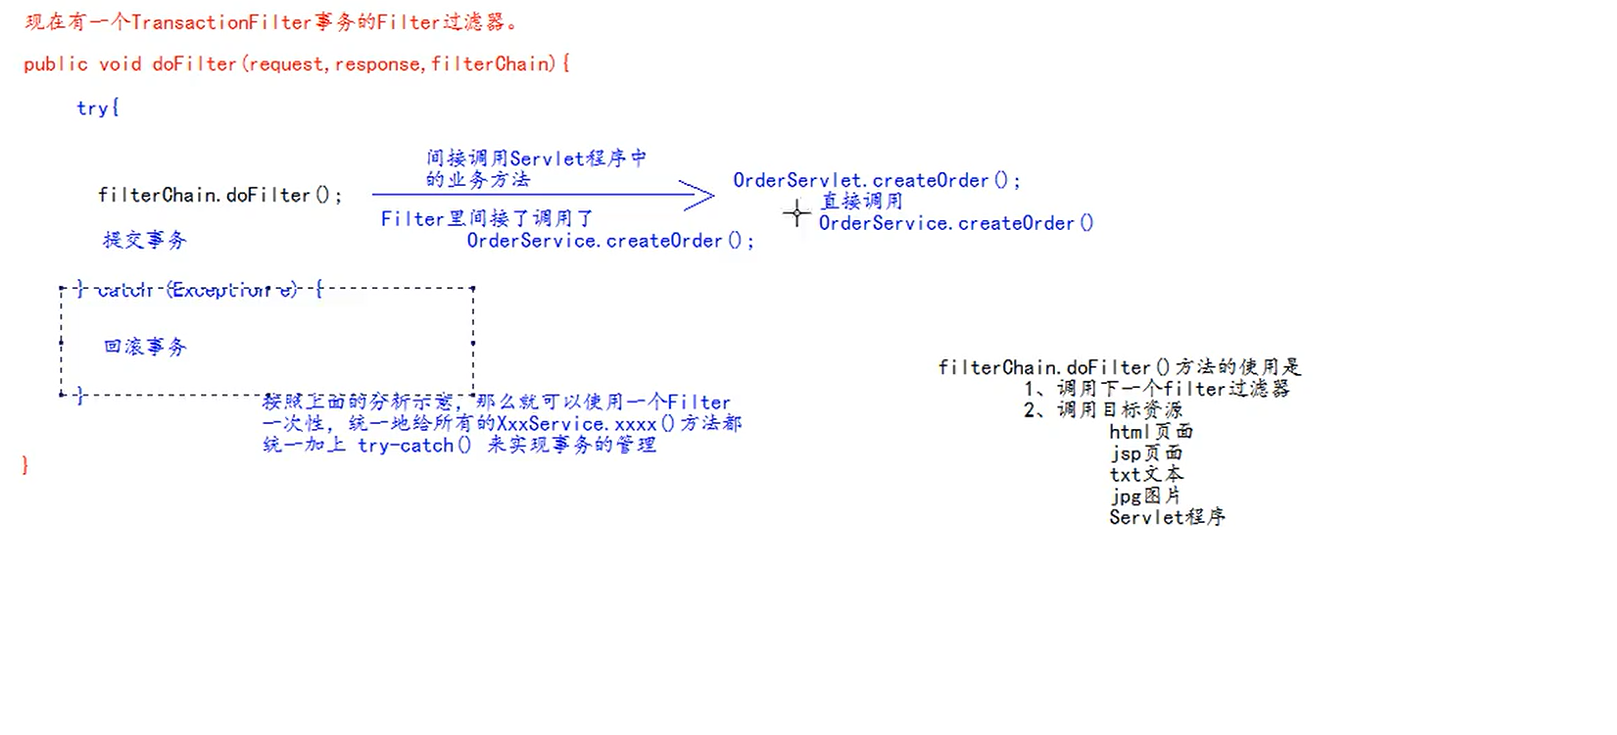 现在有一个TransactionFilter事务的Filter过滤器。
public void doFilter(request,response,filterChain){
try{
间接调用Servlet程序中
的业务方法
filterChain.doFilter();
OrderServlet.createOrder();
直接调用
OrderService.createOrder()
Filter里间接了调用了
OrderService.createOrder();
提交事务
} catch (Exception e) {
回滚事务
}
按照上面的分析示意，那么就可以使用一个Filter
一次性，统一地给所有的XxxService.xxxx()方法都
统一加上 try-catch() 来实现事务的管理
}
filterChain.doFilter()方法的使用是
1、调用下一个filter过滤器
2、调用目标资源
html页面
jsp页面
txt文本
jpg图片
Servlet程序